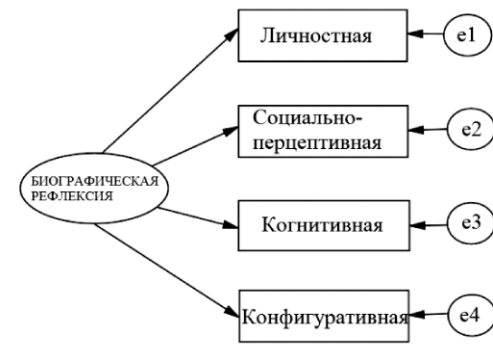 Личностная
e1
Социально-
перцептивная
e2
БИОГРАФИЧЕСКАЯ
РЕФЛЕКСИЯ
Когнитивная
e3
Конфигуративная
e4